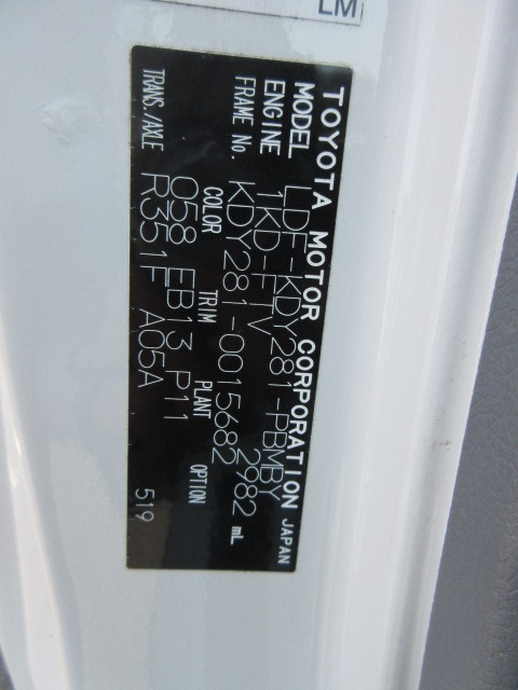 LM
TOYOTA MOTOR CORPORATION JAPAN
MODEL LDF-KDY281-PBMBY
ENGINE 1KD-FTV 2982 mL
FRAME No. KDY281-0015682
COLOR TRIM PLANT OPTION
058 EB13 P11
TRANS./AXLE R351F A05A 519